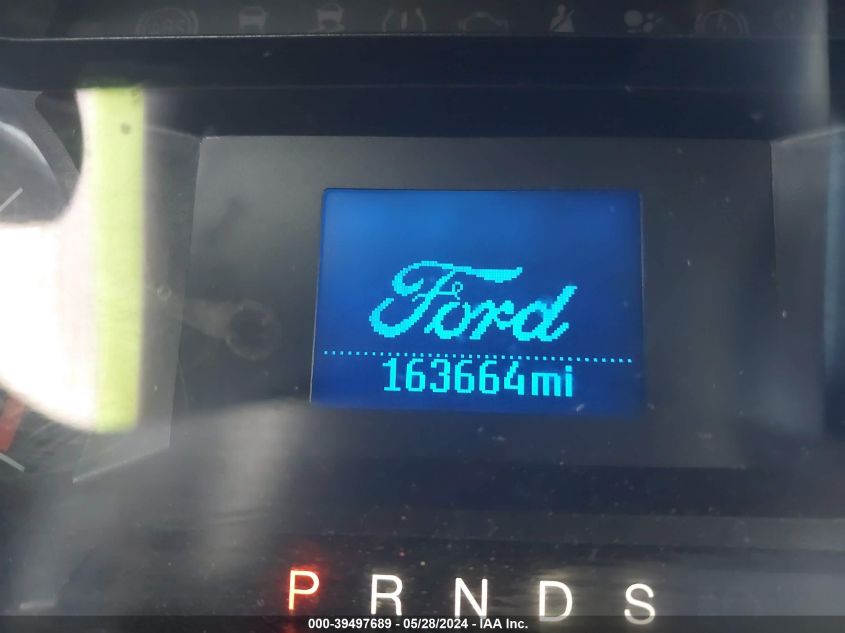 Ford
163664mi
P R N D S
000-39497689 - 05/28/2024 - IAA Inc.